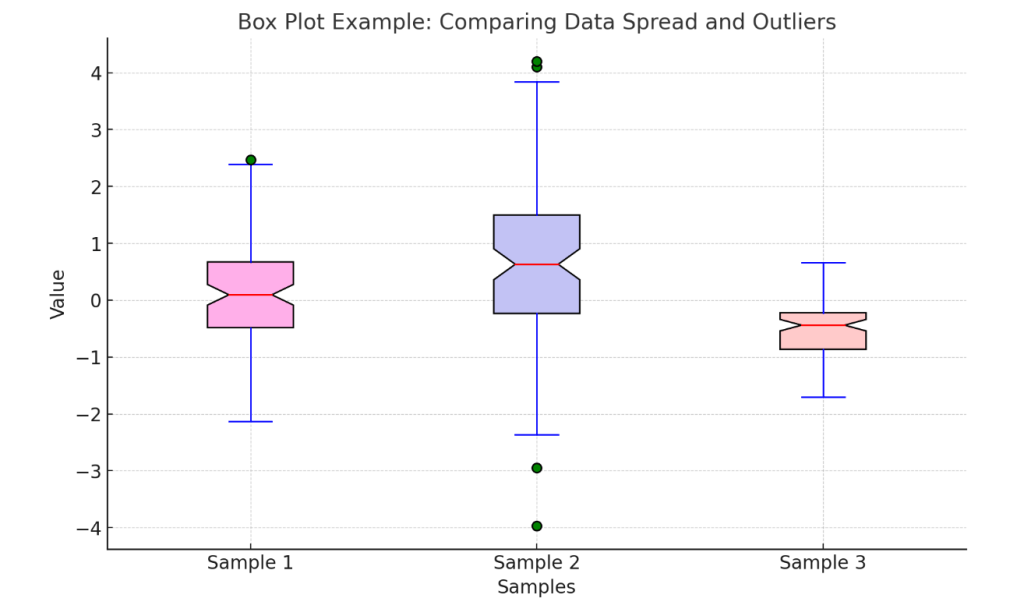 Box Plot Example: Comparing Data Spread and Outliers
4
3
2
1
0
−1
−2
−3
−4
Value
Sample 1
Sample 2
Sample 3
Samples